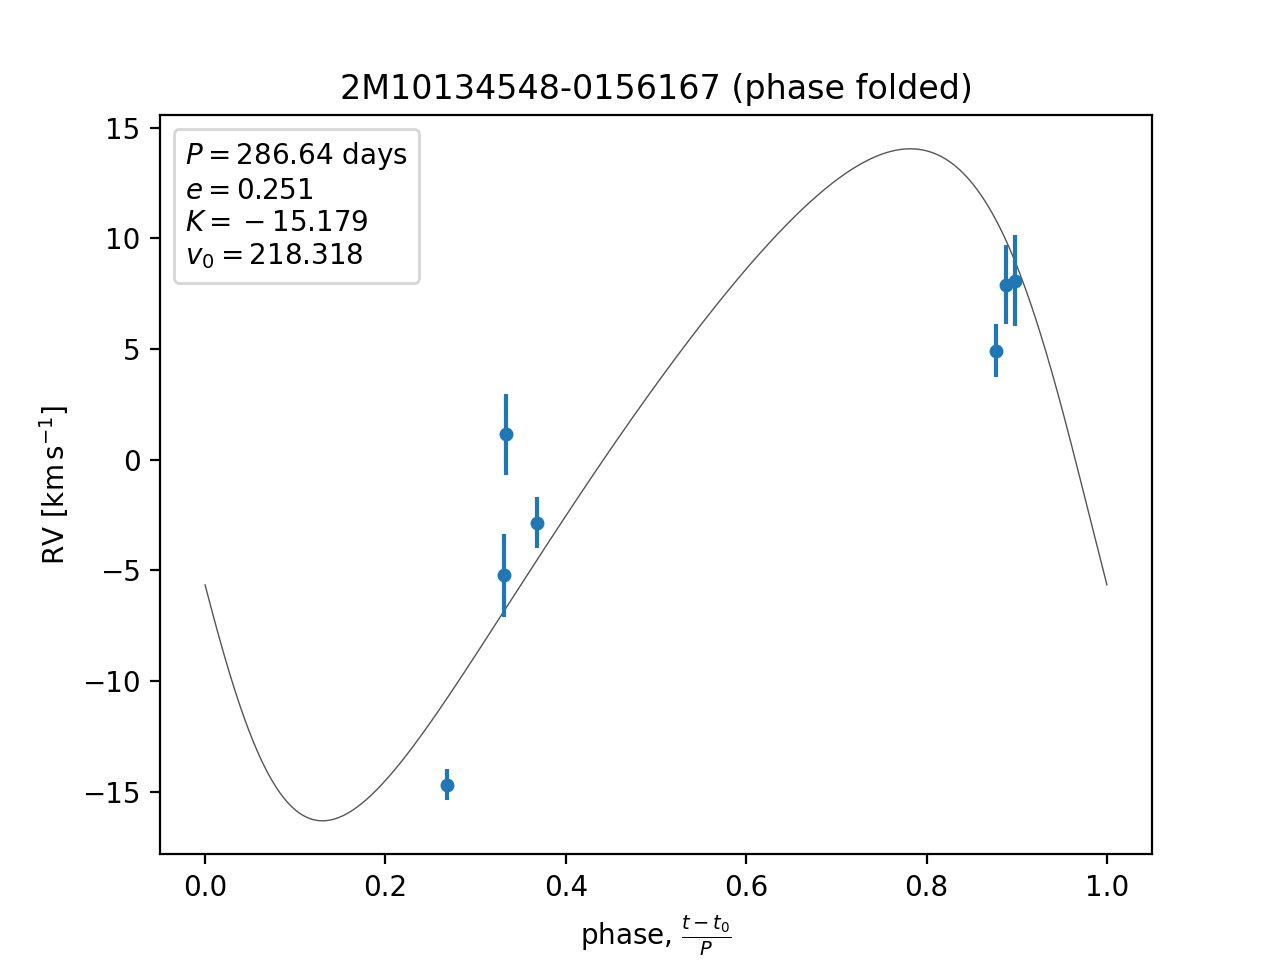 2M10134548-0156167 (phase folded)
P = 286.64 days
e = 0.251
K = −15.179
v₀ = 218.318
15
10
5
0
−5
−10
−15
RV [km s⁻¹]
0.0 0.2 0.4 0.6 0.8 1.0
phase, (t − t₀)/P